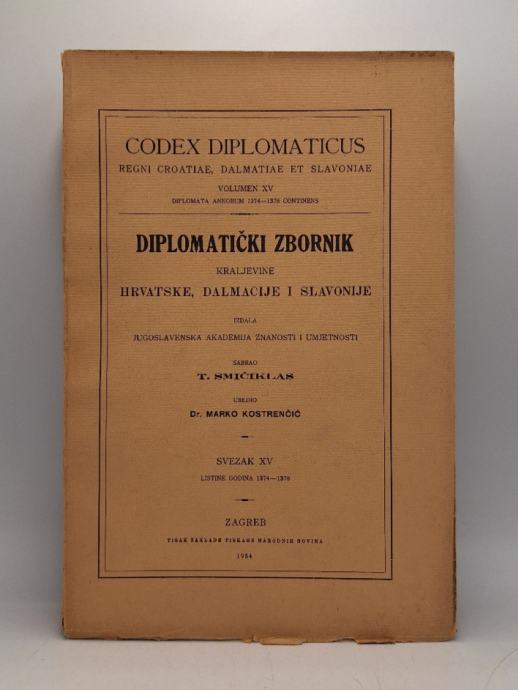 CODEX DIPLOMATICUS
REGNI CROATIAE, DALMATIAE ET SLAVONIAE
VOLUMEN XV
DIPLOMATA ANNORUM 1374—1378 CONTINENS
DIPLOMATIČKI ZBORNIK
KRALJEVINE
HRVATSKE, DALMACIJE I SLAVONIJE
IZDALA
JUGOSLAVENSKA AKADEMIJA ZNANOSTI I UMJETNOSTI
SABRAO
T. SMIČIKLAS
UREDIO
Dr. MARKO KOSTRENČIĆ
SVEZAK XV
LISTINE GODINA 1374—1378
ZAGREB
TISAK NAKLADE TISKARE NARODNIH NOVINA
1934